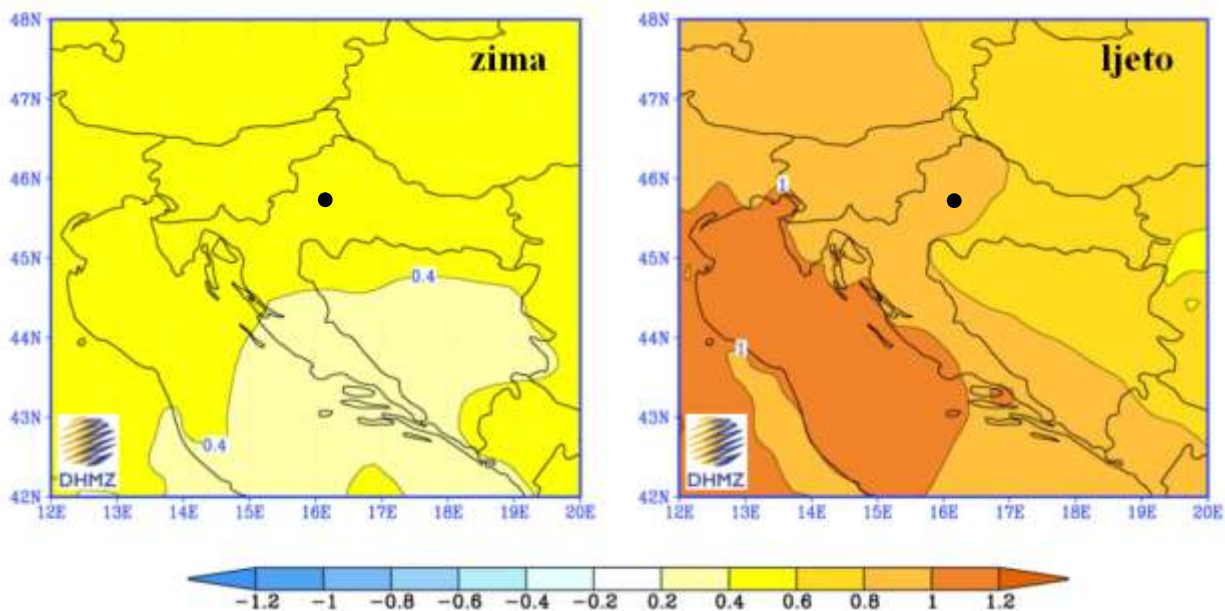 48N 48N
zima ljeto
47N 47N
46N 46N
1
45N 45N
0.4
44N 44N
1
43N 43N
0.4
DHMZ DHMZ
42N 42N
12E 13E 14E 15E 16E 17E 18E 19E 20E 12E 13E 14E 15E 16E 17E 18E 19E 20E
-1.2 -1 -0.8 -0.6 -0.4 -0.2 0.2 0.4 0.6 0.8 1 1.2